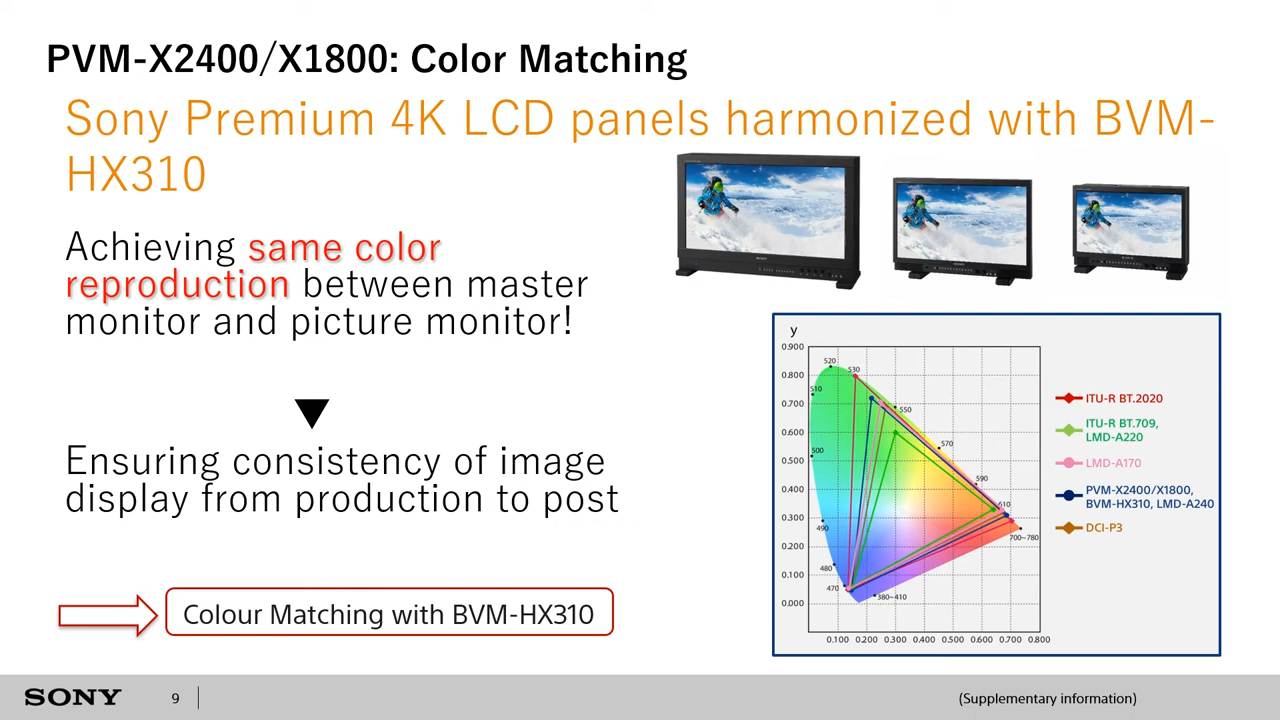 PVM-X2400/X1800: Color Matching
Sony Premium 4K LCD panels harmonized with BVM-
HX310
Achieving same color
reproduction between master
monitor and picture monitor!
Ensuring consistency of image
display from production to post
Colour Matching with BVM-HX310
y
0.900
0.800
0.700
0.600
0.500
0.400
0.300
0.200
0.100
0.000
0.100 0.200 0.300 0.400 0.500 0.600 0.700 0.800
520
530
510
550
500
570
590
610
490
700~780
480
470
380~410
ITU-R BT.2020
ITU-R BT.709,
LMD-A220
LMD-A170
PVM-X2400/X1800,
BVM-HX310, LMD-A240
DCI-P3
SONY
9
(Supplementary information)